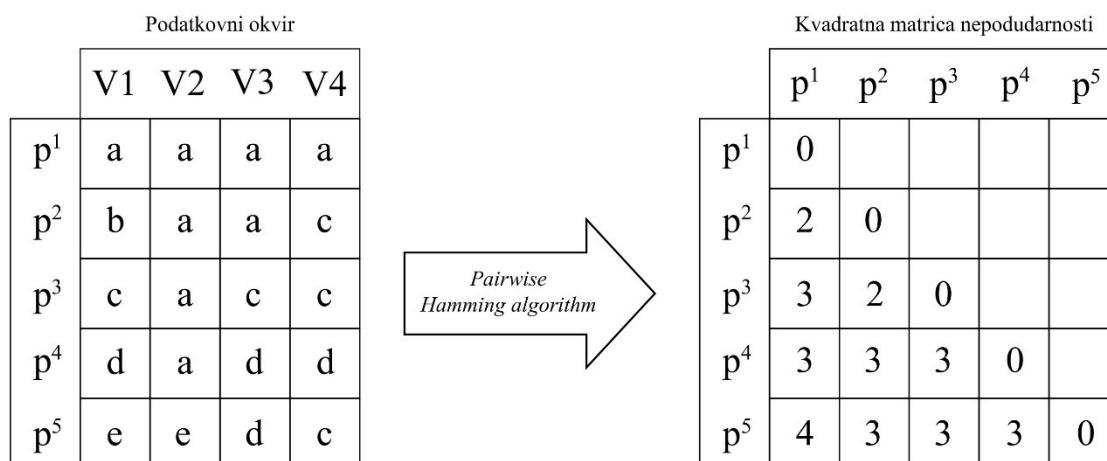 Podatkovni okvir
V1 V2 V3 V4
p¹ a a a a
p² b a a c
p³ c a c c
p⁴ d a d d
p⁵ e e d c
Pairwise
Hamming algorithm
Kvadratna matrica nepodudarnosti
p¹ p² p³ p⁴ p⁵
p¹ 0
p² 2 0
p³ 3 2 0
p⁴ 3 3 3 0
p⁵ 4 3 3 3 0